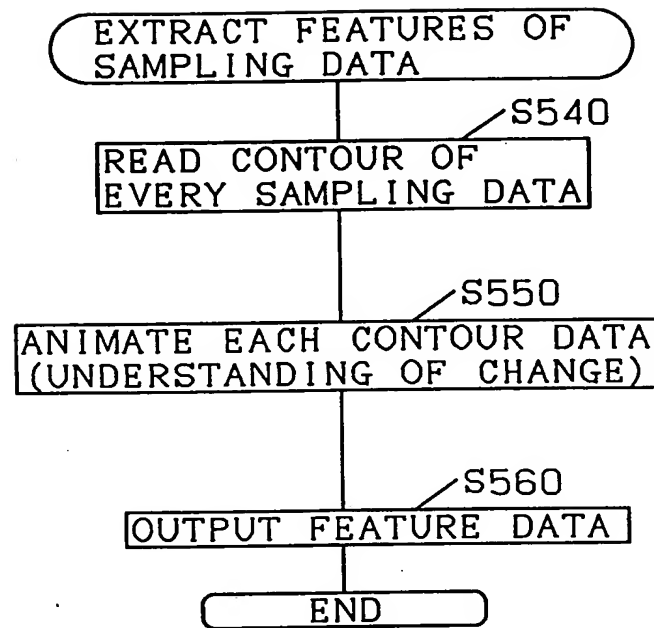 EXTRACT FEATURES OF
SAMPLING DATA
S540
READ CONTOUR OF
EVERY SAMPLING DATA
S550
ANIMATE EACH CONTOUR DATA
(UNDERSTANDING OF CHANGE)
S560
OUTPUT FEATURE DATA
END